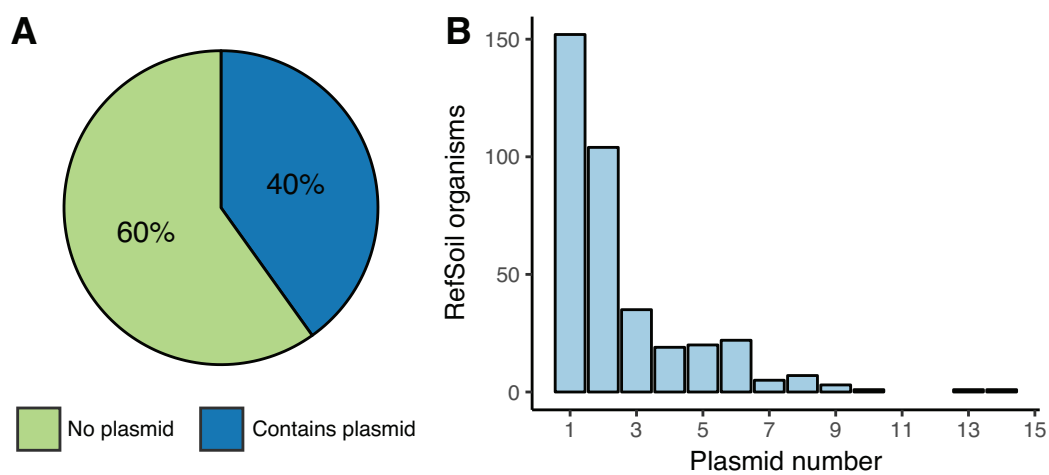 A
40%
60%
No plasmid
Contains plasmid
B
RefSoil organisms
150
100
50
0
1 3 5 7 9 11 13 15
Plasmid number